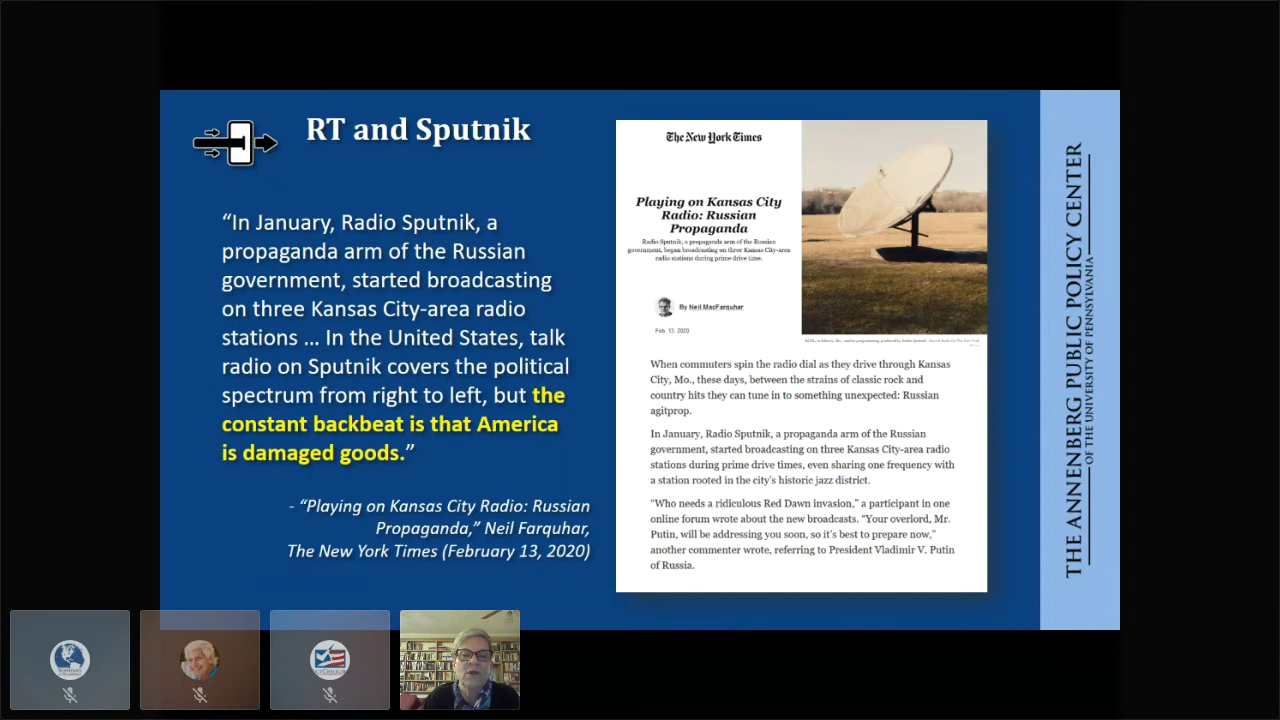 RT and Sputnik
“In January, Radio Sputnik, a
propaganda arm of the Russian
government, started broadcasting
on three Kansas City-area radio
stations ... In the United States, talk
radio on Sputnik covers the political
spectrum from right to left, but the
constant backbeat is that America
is damaged goods.”
- “Playing on Kansas City Radio: Russian
Propaganda,” Neil Farquhar,
The New York Times (February 13, 2020)
The New York Times
Playing on Kansas City
Radio: Russian
Propaganda
Radio Sputnik, a propaganda arm of the Russian
government, began broadcasting on three Kansas City-area
radio stations during prime drive time.
By Neil MacFarquhar
Feb. 13, 2020
When commuters spin the radio dial as they drive through Kansas
City, Mo., these days, between the strains of classic rock and
country hits they can tune in to something unexpected: Russian
agitprop.
In January, Radio Sputnik, a propaganda arm of the Russian
government, started broadcasting on three Kansas City-area radio
stations during prime drive times, even sharing one frequency with
a station rooted in the city’s historic jazz district.
“Who needs a ridiculous Red Dawn invasion,” a participant in one
online forum wrote about the new broadcasts. “Your overlord, Mr.
Putin, will be addressing you soon, so it’s best to prepare now,”
another commenter wrote, referring to President Vladimir V. Putin
of Russia.
THE ANNENBERG PUBLIC POLICY CENTER
OF THE UNIVERSITY OF PENNSYLVANIA